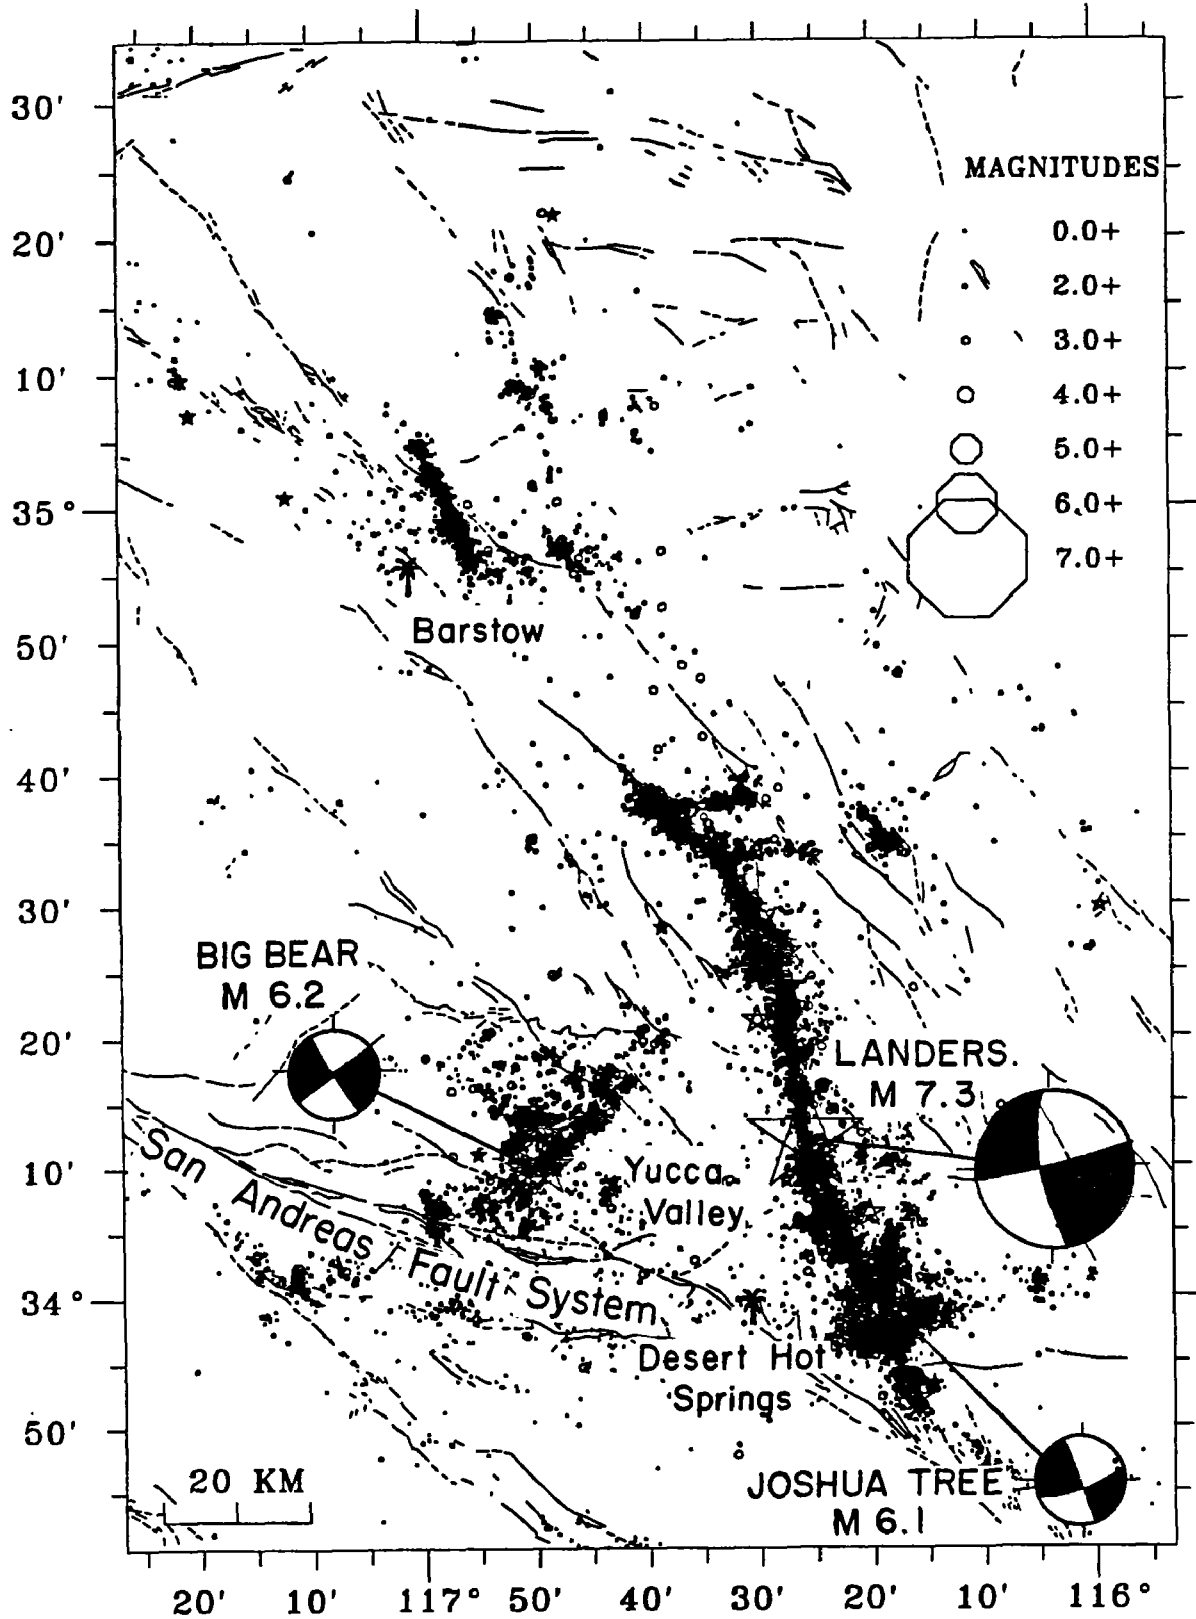 30'
20'
10'
35°
50'
40'
30'
20'
10'
34°
50'
MAGNITUDES
0.0+
2.0+
3.0+
4.0+
5.0+
6.0+
7.0+
Barstow
BIG BEAR
M 6.2
LANDERS.
M 7.3
Yucca
Valley
San Andreas Fault System
Desert Hot
Springs
JOSHUA TREE
M 6.1
20 KM
20' 10' 117° 50' 40' 30' 20' 10' 116°